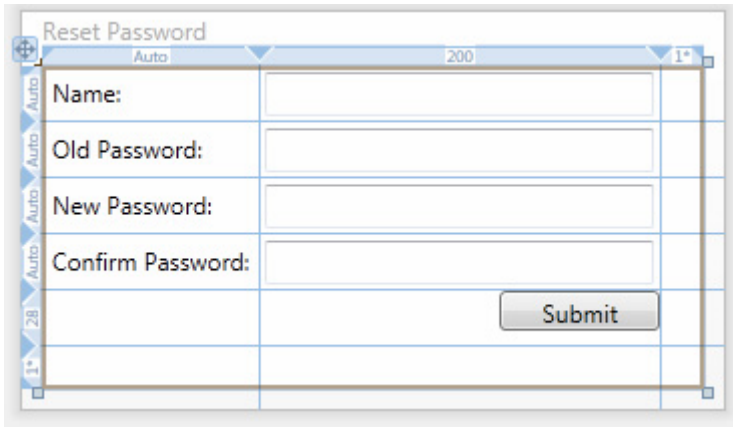 Reset Password
Auto 200 1*
Auto Name:
Auto Old Password:
Auto New Password:
Auto Confirm Password:
28 Submit
1*